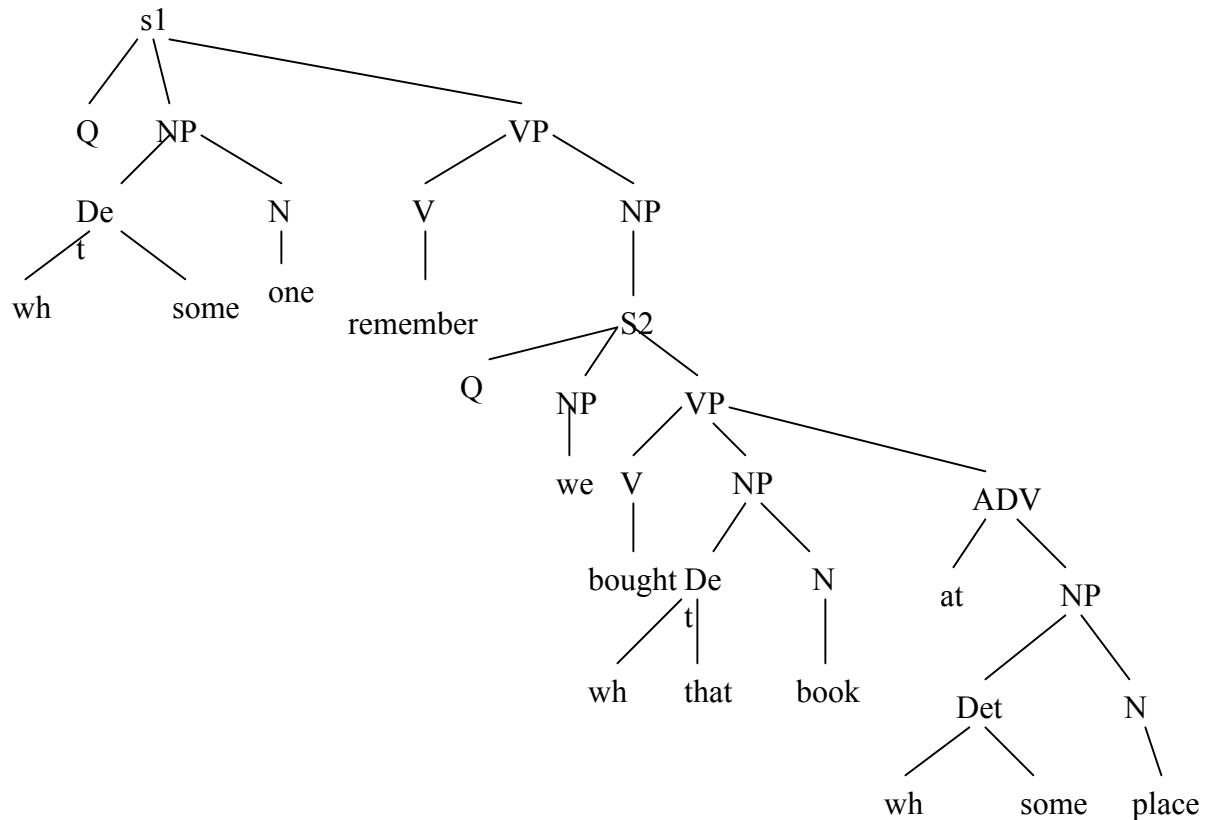 s1
Q NP VP
De
t N V NP
wh some one
remember
S2
Q
NP VP
we V NP
ADV
bought De
t N
at NP
wh that book
Det N
wh some place